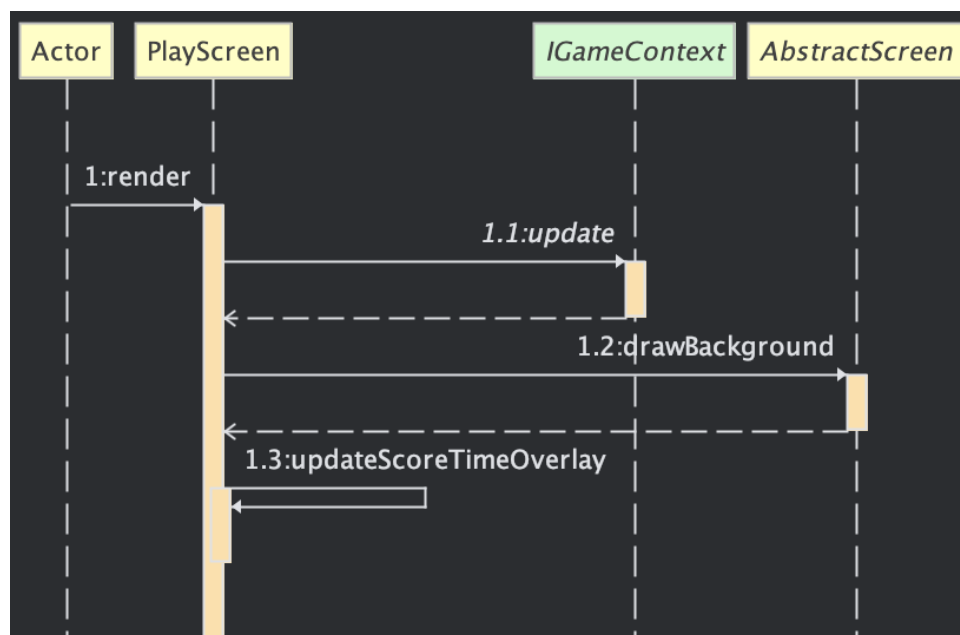 Actor
PlayScreen
IGameContext
AbstractScreen
1:render
1.1:update
1.2:drawBackground
1.3:updateScoreTimeOverlay